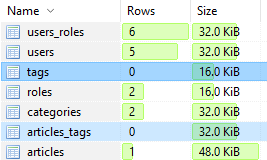 Name Rows Size
users_roles 6 32.0 KiB
users 5 32.0 KiB
tags 0 16.0 KiB
roles 2 16.0 KiB
categories 2 32.0 KiB
articles_tags 0 32.0 KiB
articles 1 48.0 KiB